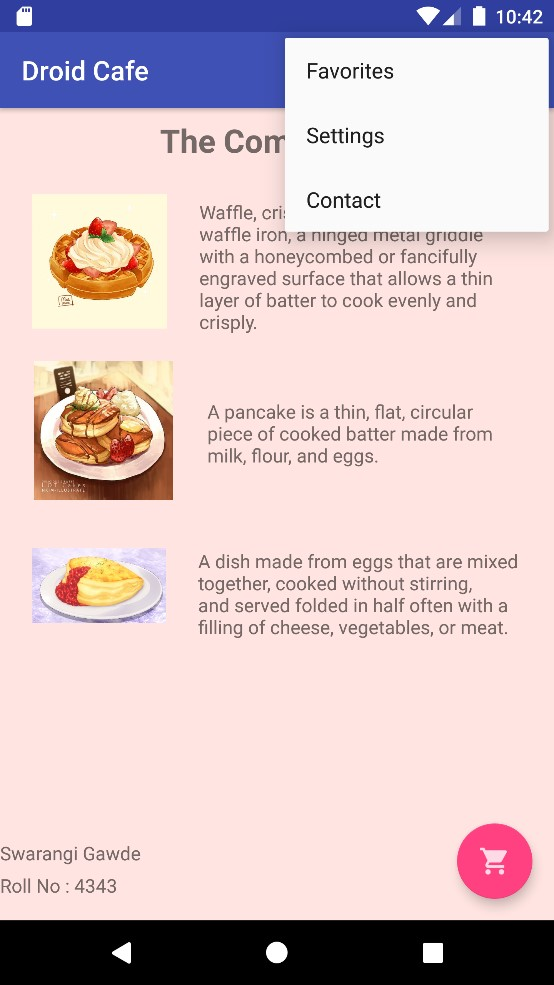 10:42
Droid Cafe
Favorites
Settings
Contact
The Com
Waffle, cris
waffle iron, a hinged metal griddle
with a honeycombed or fancifully
engraved surface that allows a thin
layer of batter to cook evenly and
crisply.
A pancake is a thin, flat, circular
piece of cooked batter made from
milk, flour, and eggs.
A dish made from eggs that are mixed
together, cooked without stirring,
and served folded in half often with a
filling of cheese, vegetables, or meat.
Swarangi Gawde
Roll No : 4343